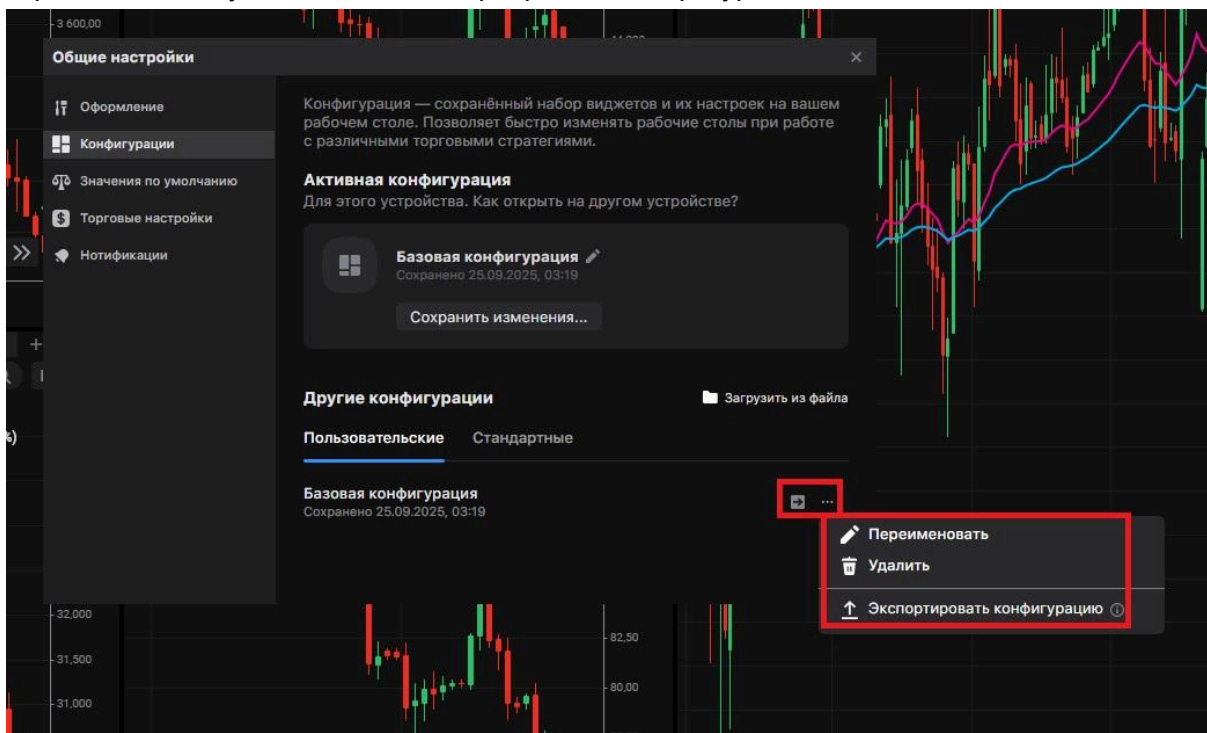 3 600,00
Общие настройки
Оформление
Конфигурации
Значения по умолчанию
Торговые настройки
Нотификации
Конфигурация — сохранённый набор виджетов и их настроек на вашем
рабочем столе. Позволяет быстро изменять рабочие столы при работе
с различными торговыми стратегиями.
Активная конфигурация
Для этого устройства. Как открыть на другом устройстве?
Базовая конфигурация
Сохранено 25.09.2025, 03:19
Сохранить изменения...
Другие конфигурации
Загрузить из файла
Пользовательские
Стандартные
Базовая конфигурация
Сохранено 25.09.2025, 03:19
Переименовать
Удалить
Экспортировать конфигурацию
32,000
31,500
31,000
82,50
80,00